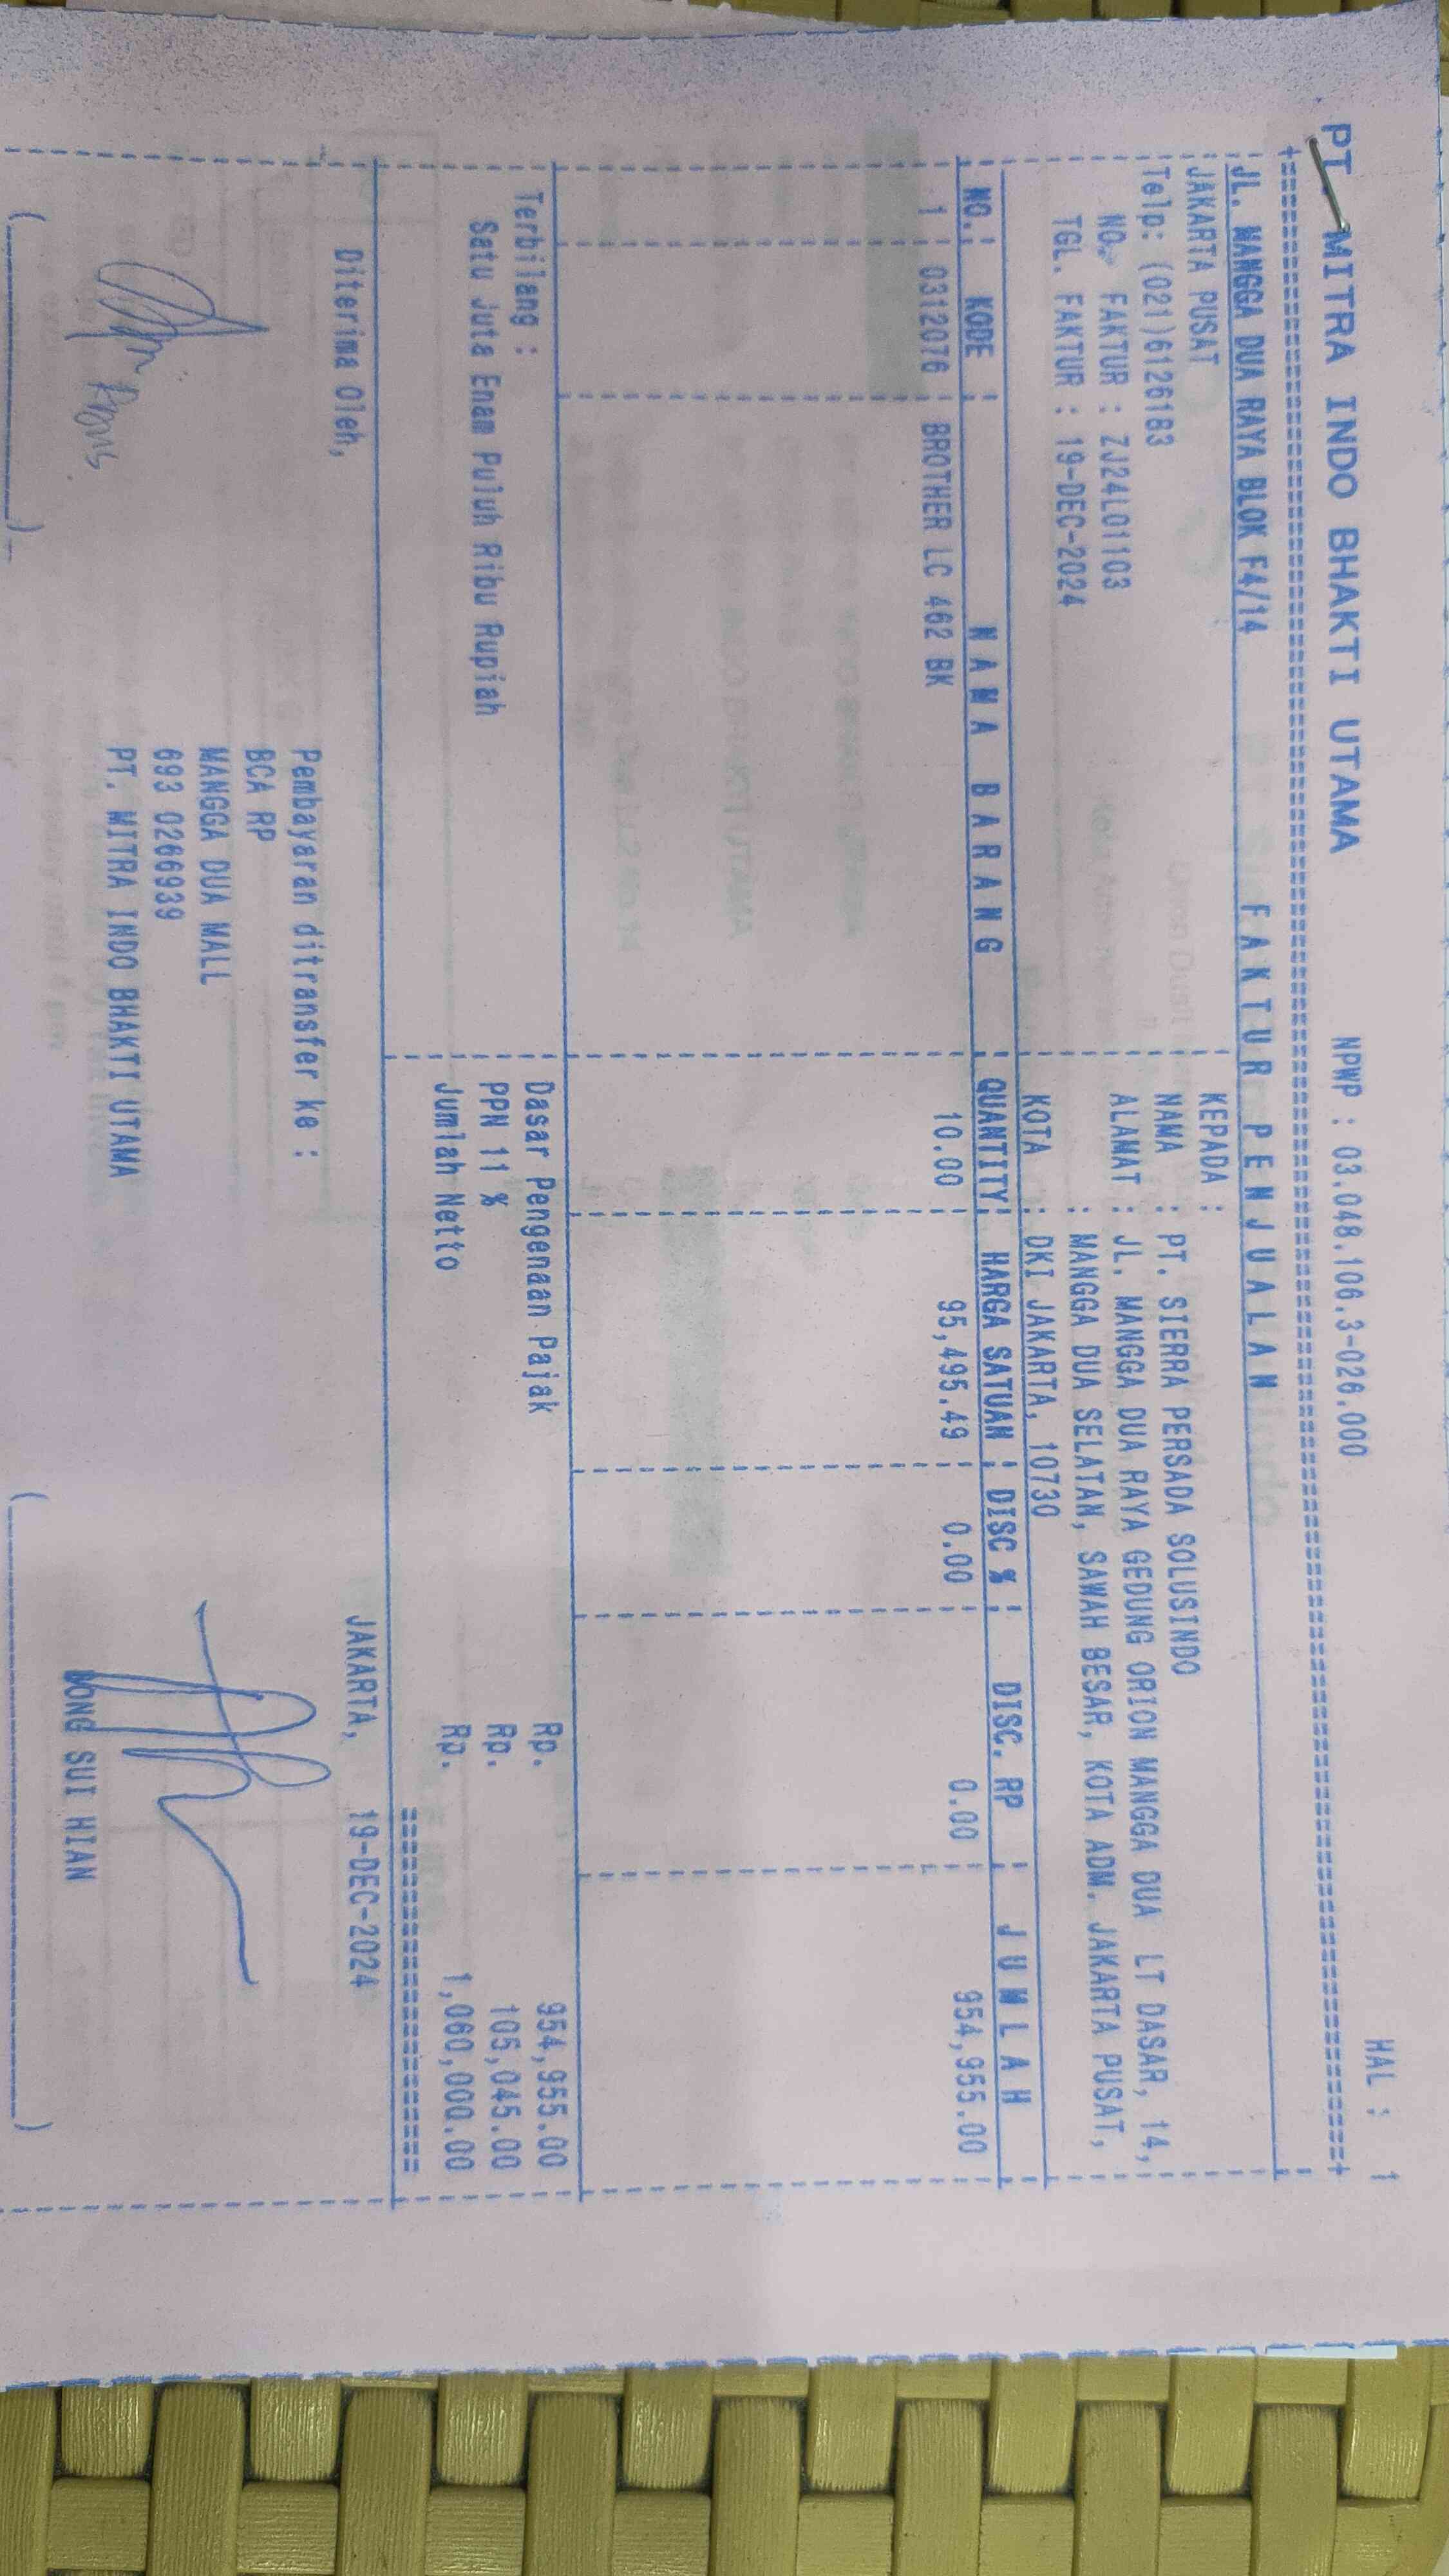 HAL : 1
PT. MITRA INDO BHAKTI UTAMA NPWP : 03.048.106.3-026.000
JL. MANGGA DUA RAYA BLOK F4/14 F A K T U R P E N J U A L A N
JAKARTA PUSAT KEPADA :
Telp: (021)6126183 NAMA : PT. SIERRA PERSADA SOLUSINDO
NO. FAKTUR : ZJ24L01103 ALAMAT : JL. MANGGA DUA RAYA GEDUNG ORION MANGGA DUA LT DASAR, 14,
TGL. FAKTUR : 19-DEC-2024 : MANGGA DUA SELATAN, SAWAH BESAR, KOTA ADM. JAKARTA PUSAT,
KOTA : DKI JAKARTA, 10730
NO. KODE N A M A B A R A N G QUANTITY HARGA SATUAN DISC % DISC. RP J U M L A H
1 0312076 BROTHER LC 462 BK 10.00 95,495.49 0.00 0.00 954,955.00
Terbilang : Dasar Pengenaan Pajak Rp. 954,955.00
Satu Juta Enam Puluh Ribu Rupiah PPN 11 % Rp. 105,045.00
Jumlah Netto Rp. 1,060,000.00
Diterima Oleh, JAKARTA, 19-DEC-2024
Pembayaran ditransfer ke :
BCA RP
MANGGA DUA MALL
693 0266939
PT. MITRA INDO BHAKTI UTAMA
WONG SUI HIAN